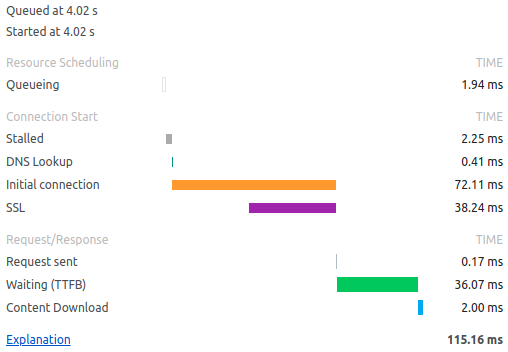 Queued at 4.02 s
Started at 4.02 s
Resource Scheduling TIME
Queueing 1.94 ms
Connection Start TIME
Stalled 2.25 ms
DNS Lookup 0.41 ms
Initial connection 72.11 ms
SSL 38.24 ms
Request/Response TIME
Request sent 0.17 ms
Waiting (TTFB) 36.07 ms
Content Download 2.00 ms
Explanation 115.16 ms